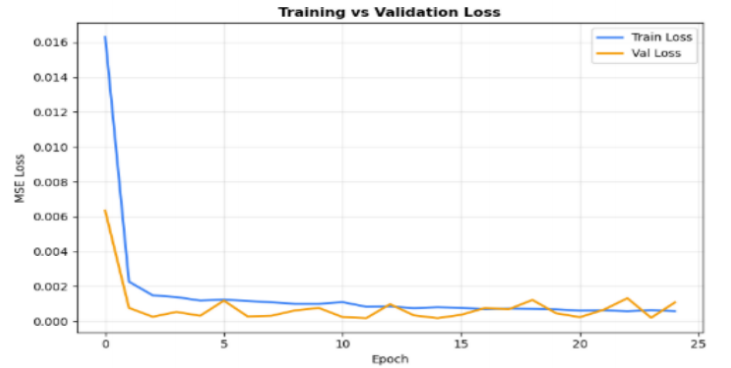 Training vs Validation Loss
Train Loss
Val Loss
0.016
0.014
0.012
0.010
0.008
0.006
0.004
0.002
0.000
MSE Loss
0 5 10 15 20 25
Epoch